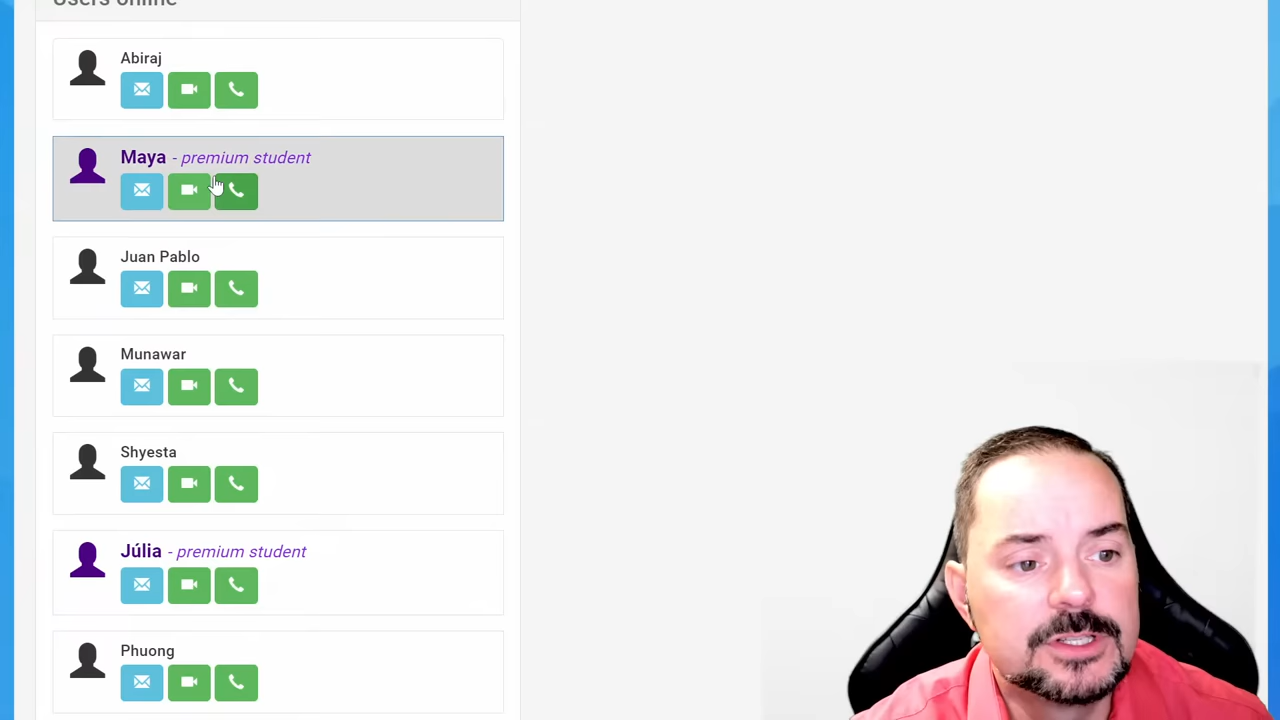 Users online
Abiraj
Maya - premium student
Juan Pablo
Munawar
Shyesta
Júlia - premium student
Phuong